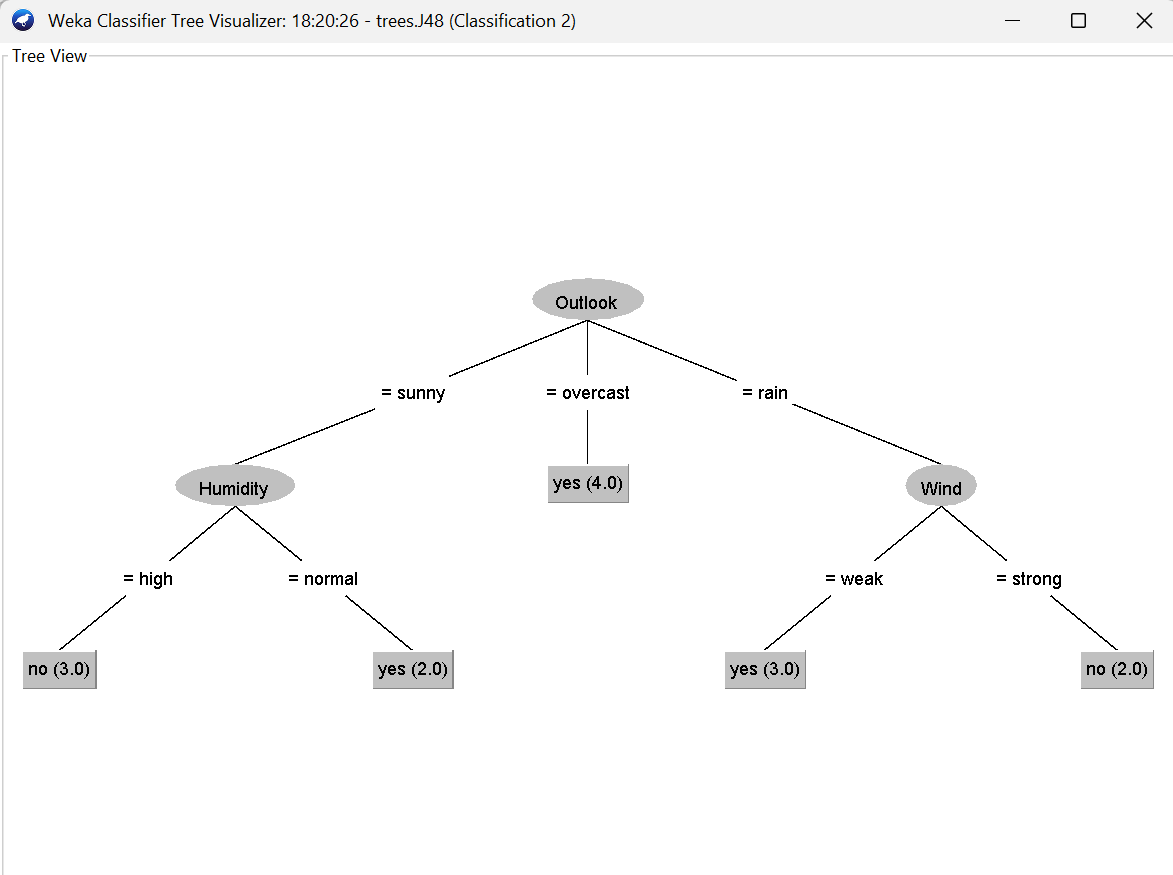 Weka Classifier Tree Visualizer: 18:20:26 - trees.J48 (Classification 2)
Tree View
Outlook
= sunny
= overcast
= rain
Humidity
yes (4.0)
Wind
= high
= normal
= weak
= strong
no (3.0)
yes (2.0)
yes (3.0)
no (2.0)